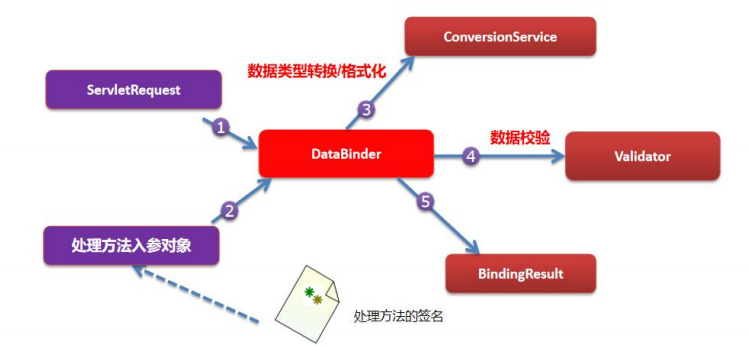 ConversionService
数据类型转换/格式化
ServletRequest
3
1
数据校验
DataBinder
4
Validator
2
5
处理方法入参对象
BindingResult
处理方法的签名